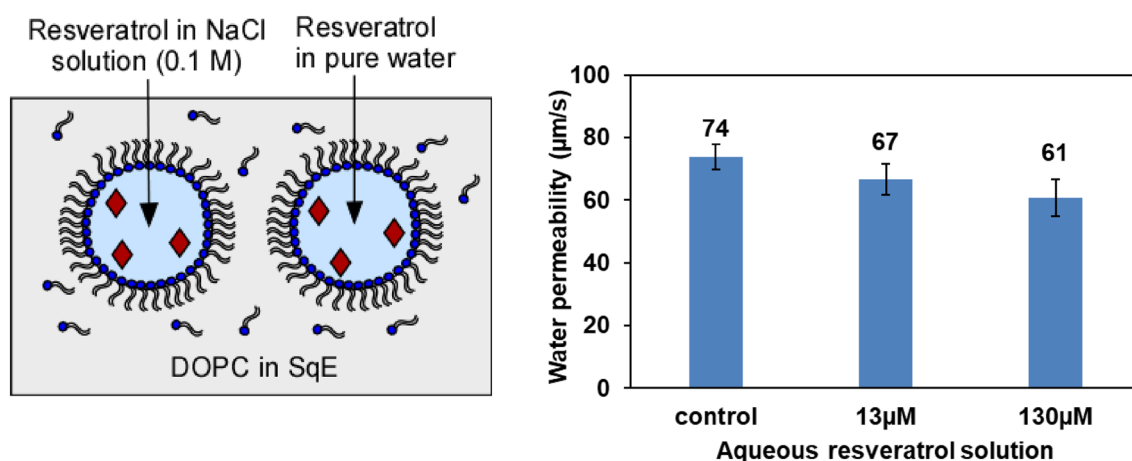 Resveratrol in NaCl
solution (0.1 M)
Resveratrol
in pure water
DOPC in SqE
Water permeability (µm/s)
100
80
60
40
20
0
74
67
61
control
13µM
130µM
Aqueous resveratrol solution